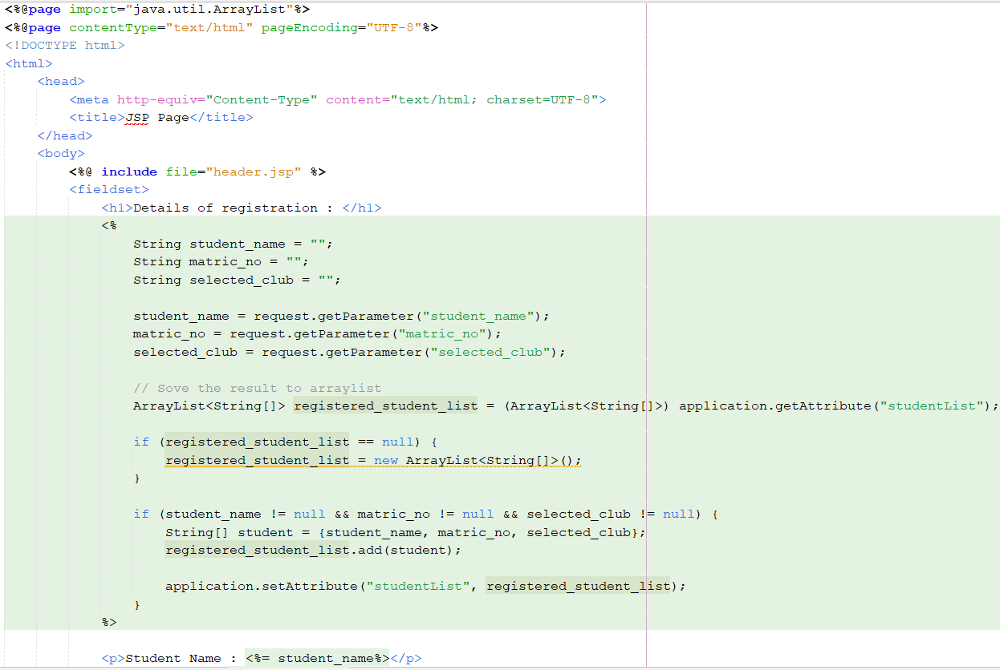 <%@page import="java.util.ArrayList"%>
<%@page contentType="text/html" pageEncoding="UTF-8"%>
<!DOCTYPE html>
<html>
    <head>
        <meta http-equiv="Content-Type" content="text/html; charset=UTF-8">
        <title>JSP Page</title>
    </head>
    <body>
        <%@ include file="header.jsp" %>
        <fieldset>
            <h1>Details of registration : </h1>
            <%
                String student_name = "";
                String matric_no = "";
                String selected_club = "";

                student_name = request.getParameter("student_name");
                matric_no = request.getParameter("matric_no");
                selected_club = request.getParameter("selected_club");

                // Sove the result to arraylist
                ArrayList<String[]> registered_student_list = (ArrayList<String[]>) application.getAttribute("studentList");

                if (registered_student_list == null) {
                    registered_student_list = new ArrayList<String[]>();
                }

                if (student_name != null && matric_no != null && selected_club != null) {
                    String[] student = {student_name, matric_no, selected_club};
                    registered_student_list.add(student);

                    application.setAttribute("studentList", registered_student_list);
                }
            %>

            <p>Student Name : <%= student_name%></p>